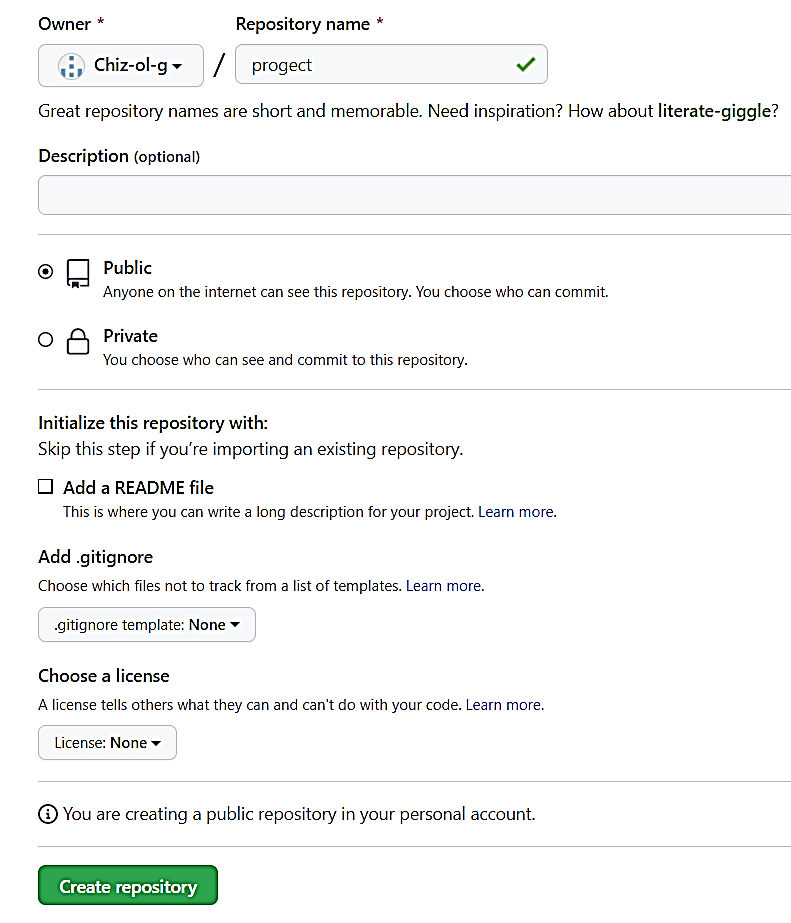 Owner * Repository name *
Chiz-ol-g / progect
Great repository names are short and memorable. Need inspiration? How about literate-giggle?
Description (optional)
Public
Anyone on the internet can see this repository. You choose who can commit.
Private
You choose who can see and commit to this repository.
Initialize this repository with:
Skip this step if you're importing an existing repository.
Add a README file
This is where you can write a long description for your project. Learn more.
Add .gitignore
Choose which files not to track from a list of templates. Learn more.
.gitignore template: None
Choose a license
A license tells others what they can and can't do with your code. Learn more.
License: None
You are creating a public repository in your personal account.
Create repository